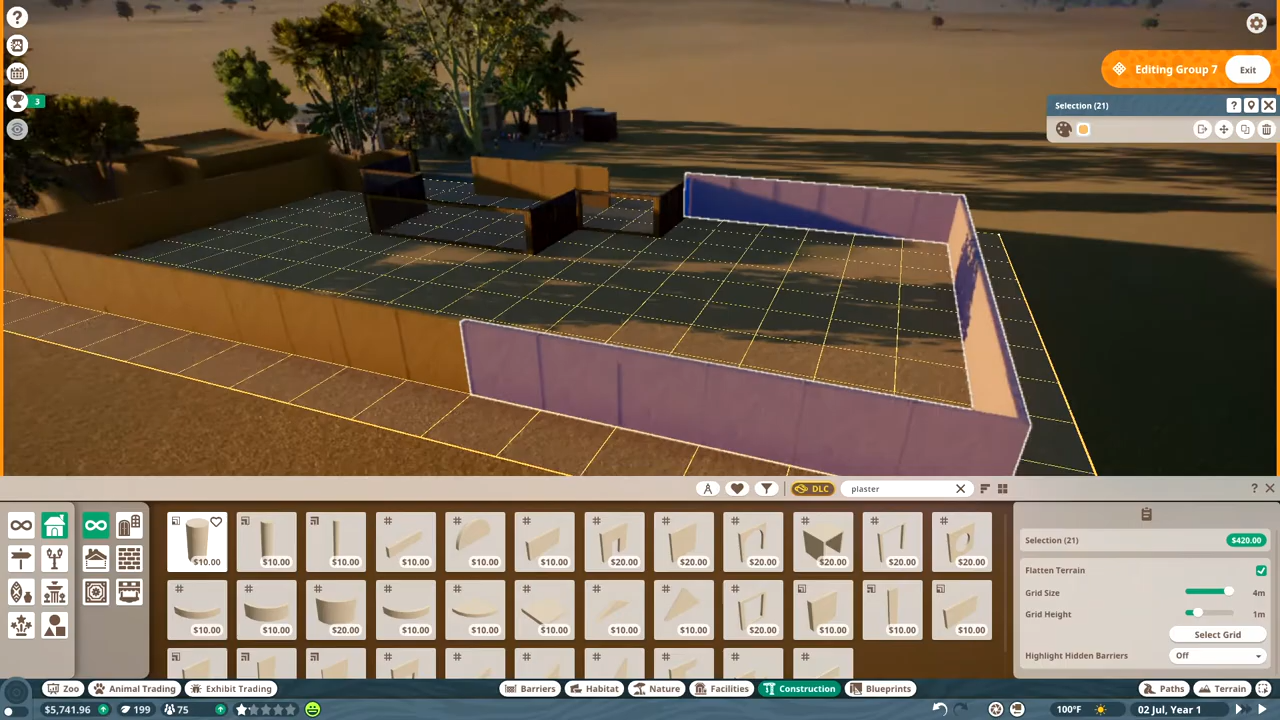 ?
Editing Group 7
Exit
3
Selection (21)
?
DLC
plaster
?
$10.00
$10.00
$10.00
$10.00
$10.00
$10.00
$20.00
$20.00
$20.00
$20.00
$20.00
$20.00
$10.00
$10.00
$20.00
$10.00
$10.00
$10.00
$10.00
$10.00
$20.00
$10.00
$10.00
$10.00
Selection (21)
$420.00
Flatten Terrain
Grid Size
4m
Grid Height
1m
Select Grid
Highlight Hidden Barriers
Off
Zoo
Animal Trading
Exhibit Trading
Barriers
Habitat
Nature
Facilities
Construction
Blueprints
Paths
Terrain
$5,741.96
199
75
100°F
02 Jul, Year 1